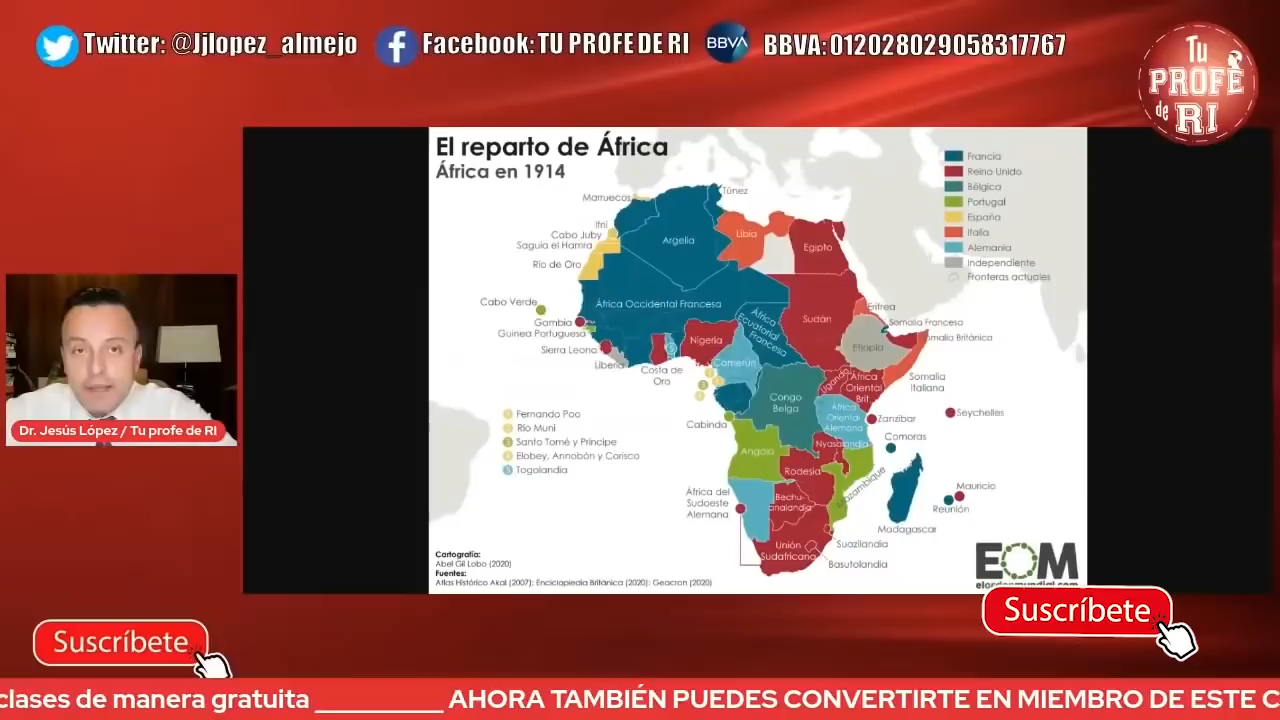 Twitter: @Jjlopez_almejo
Facebook: TU PROFE DE RI
BBVA
BBVA: 012028029058317767
Tu
PROFE
de RI
El reparto de África
África en 1914
Francia
Reino Unido
Bélgica
Portugal
España
Italia
Alemania
Independiente
Fronteras actuales
Marruecos
Túnez
Ifni
Cabo Juby
Saguia el Hamra
Río de Oro
Argelia
Libia
Egipto
Cabo Verde
África Occidental Francesa
Gambia
Guinea Portuguesa
Sierra Leona
Liberia
Costa de
Oro
Nigeria
Camerún
África
Ecuatorial
Francesa
Sudán
Eritrea
Somalia Francesa
Somalia Británica
Etiopía
Somalia
Italiana
Uganda
África
Oriental
Brit.
Congo
Belga
África
Oriental
Alemana
Zanzíbar
Seychelles
Comoras
Cabinda
Angola
Nyasalandia
Rodesia
Mozambique
Mauricio
Reunión
Madagascar
África del
Sudoeste
Alemana
Bechu-
analandia
Unión
Sudafricana
Suazilandia
Basutolandia
1 Fernando Poo
2 Río Muni
3 Santo Tomé y Príncipe
4 Elobey, Annobón y Corisco
5 Togolandia
Cartografía:
Abel Gil Lobo (2020)
Fuentes:
Atlas Histórico Akal (2007); Enciclopedia Británica (2020); Geacron (2020)
EOM
elordenmundial.com
Dr. Jesús López / Tu profe de RI
Suscríbete
Suscríbete
clases de manera gratuita __________ AHORA TAMBIÉN PUEDES CONVERTIRTE EN MIEMBRO DE ESTE C